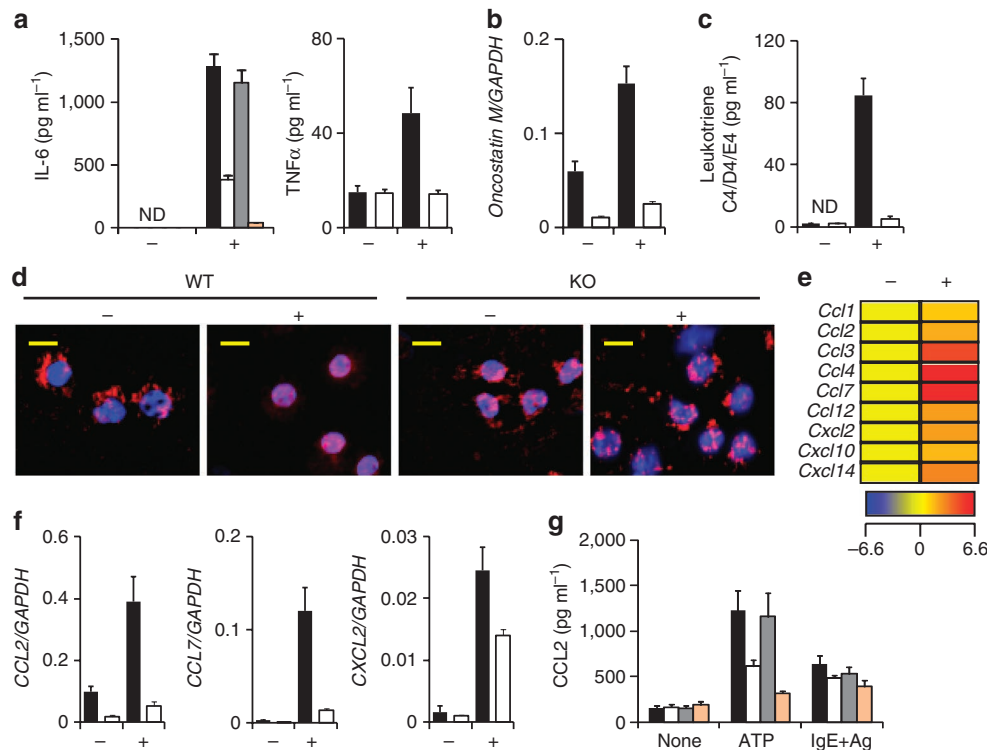 a
1,500
1,000
500
0
IL-6 (pg ml⁻¹)
ND
– +
80
40
0
TNFα (pg ml⁻¹)
– +
b
0.2
0.1
0
Oncostatin M/GAPDH
– +
c
120
80
40
0
Leukotriene
C4/D4/E4 (pg ml⁻¹)
ND
– +
d
WT KO
– + – +
e
– +
Ccl1
Ccl2
Ccl3
Ccl4
Ccl7
Ccl12
Cxcl2
Cxcl10
Cxcl14
–6.6 0 6.6
f
0.6
0.4
0.2
0
CCL2/GAPDH
– +
0.2
0.1
0
CCL7/GAPDH
– +
0.03
0.02
0.01
0
CXCL2/GAPDH
– +
g
2,000
1,500
1,000
500
0
CCL2 (pg ml⁻¹)
None ATP IgE+Ag